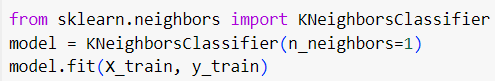 from sklearn.neighbors import KNeighborsClassifier
model = KNeighborsClassifier(n_neighbors=1)
model.fit(X_train, y_train)